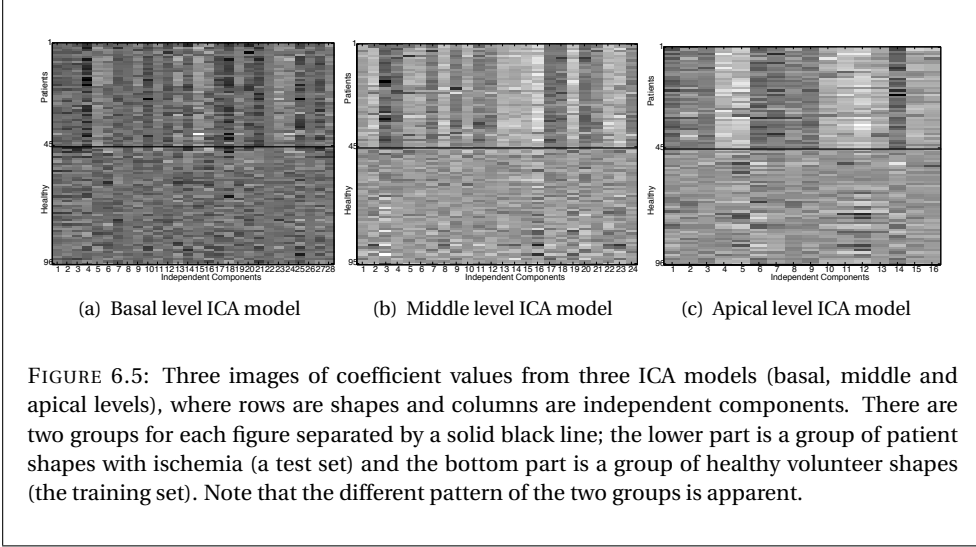 1
Patients
45
Healthy
96
1 2 3 4 5 6 7 8 9 10 11 12 13 14 15 16 17 18 19 20 21 22 23 24 25 26 27 28
Independent Components
(a) Basal level ICA model
1
Patients
45
Healthy
95
1 2 3 4 5 6 7 8 9 10 11 12 13 14 15 16 17 18 19 20 21 22 23 24
Independent Components
(b) Middle level ICA model
1
Patients
45
Healthy
96
1 2 3 4 5 6 7 8 9 10 11 12 13 14 15 16
Independent Components
(c) Apical level ICA model
FIGURE 6.5: Three images of coefficient values from three ICA models (basal, middle and
apical levels), where rows are shapes and columns are independent components. There are
two groups for each figure separated by a solid black line; the lower part is a group of patient
shapes with ischemia (a test set) and the bottom part is a group of healthy volunteer shapes
(the training set). Note that the different pattern of the two groups is apparent.